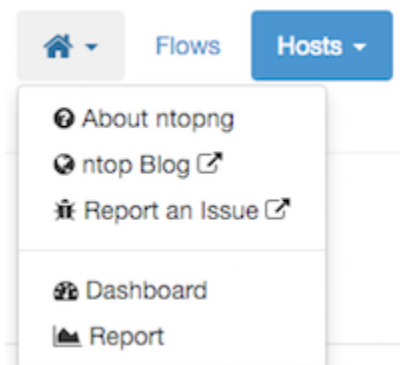 Flows Hosts
About ntopng
ntop Blog
Report an Issue
Dashboard
Report